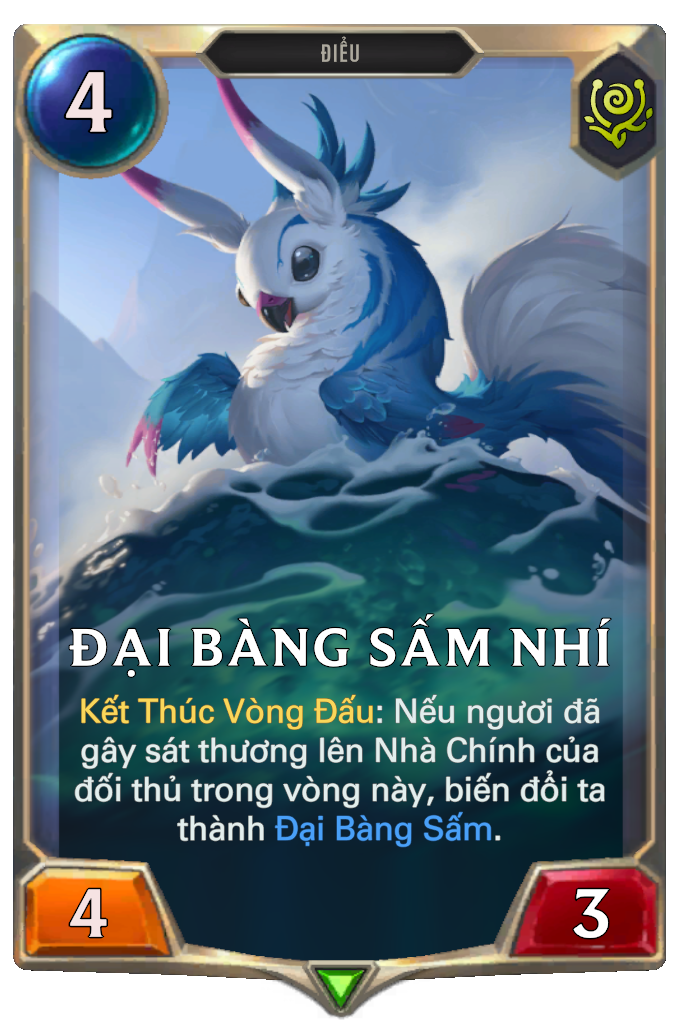 4
ĐIỂU
ĐẠI BÀNG SẤM NHÍ
Kết Thúc Vòng Đấu: Nếu ngươi đã
gây sát thương lên Nhà Chính của
đối thủ trong vòng này, biến đổi ta
thành Đại Bàng Sấm.
4
3